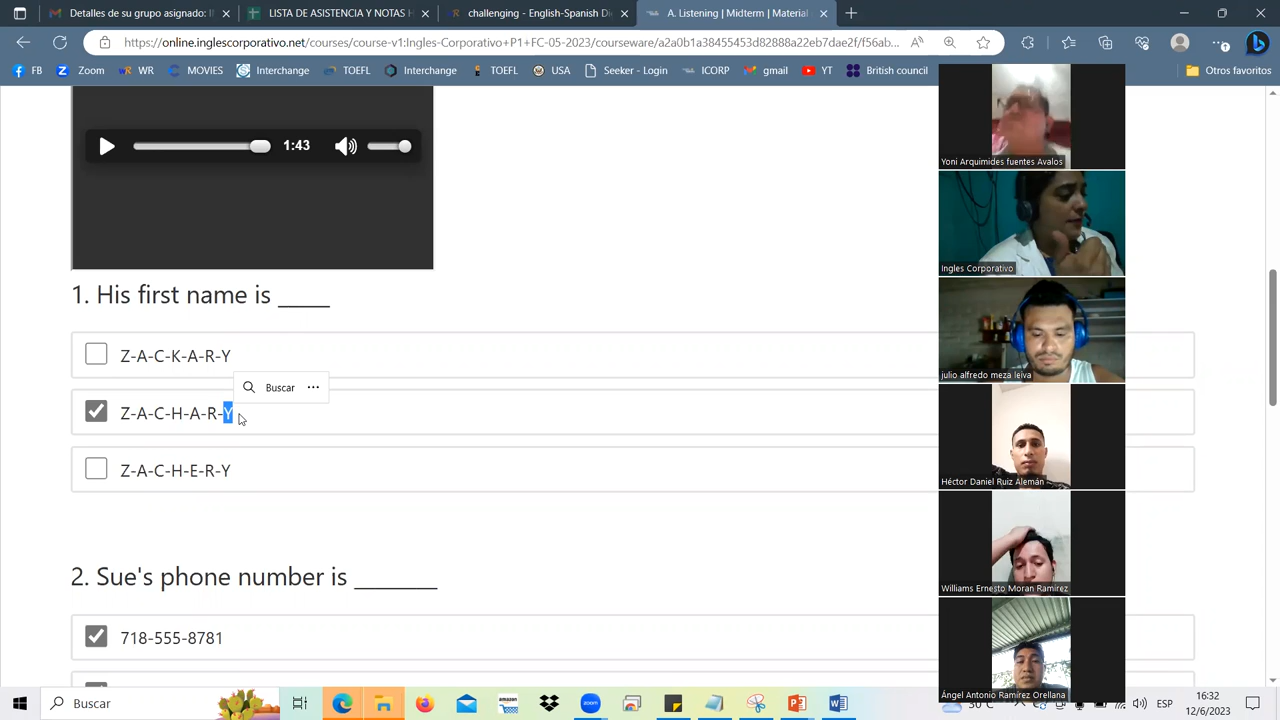 Detalles de su grupo asignado: I
LISTA DE ASISTENCIA Y NOTAS H
challenging - English-Spanish Di
A. Listening | Midterm | Material
https://online.inglescorporativo.net/courses/course-v1:Ingles-Corporativo+P1+FC-05-2023/courseware/a2a0b1a38455453d82888a22eb7dae2f/f56ab...
FB
Zoom
WR
MOVIES
Interchange
TOEFL
Interchange
TOEFL
USA
Seeker - Login
ICORP
gmail
YT
British council
Otros favoritos
1:43
1. His first name is _____
Z-A-C-K-A-R-Y
Buscar
Z-A-C-H-A-R-Y
Z-A-C-H-E-R-Y
2. Sue's phone number is ________
718-555-8781
Yoni Arquimides fuentes Avalos
Ingles Corporativo
julio alfredo meza leiva
Héctor Daniel Ruiz Alemán
Williams Ernesto Moran Ramirez
Ángel Antonio Ramírez Orellana
Buscar
amazon
zoom
30°C
ESP
16:32
12/6/2023